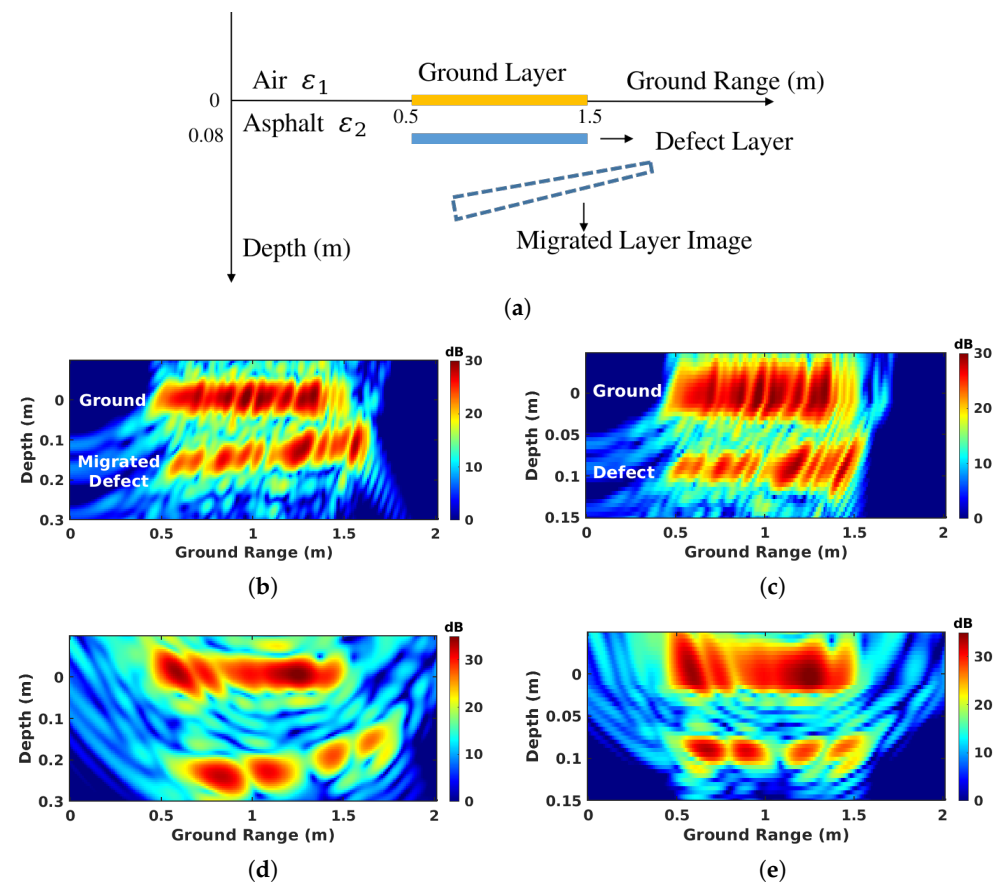 Air ε₁
Ground Layer
Ground Range (m)
0
Asphalt ε₂
0.5
1.5
0.08
Defect Layer
Migrated Layer Image
Depth (m)
(a)
dB
30
20
10
0
Ground
Migrated
Defect
Depth (m)
0
0.1
0.2
0.3
0
0.5
1
1.5
2
Ground Range (m)
(b)
dB
30
20
10
0
Ground
Defect
Depth (m)
0
0.05
0.1
0.15
0
0.5
1
1.5
2
Ground Range (m)
(c)
dB
30
20
10
0
Depth (m)
0
0.1
0.2
0.3
0
0.5
1
1.5
2
Ground Range (m)
(d)
dB
30
20
10
0
Depth (m)
0
0.05
0.1
0.15
0
0.5
1
1.5
2
Ground Range (m)
(e)